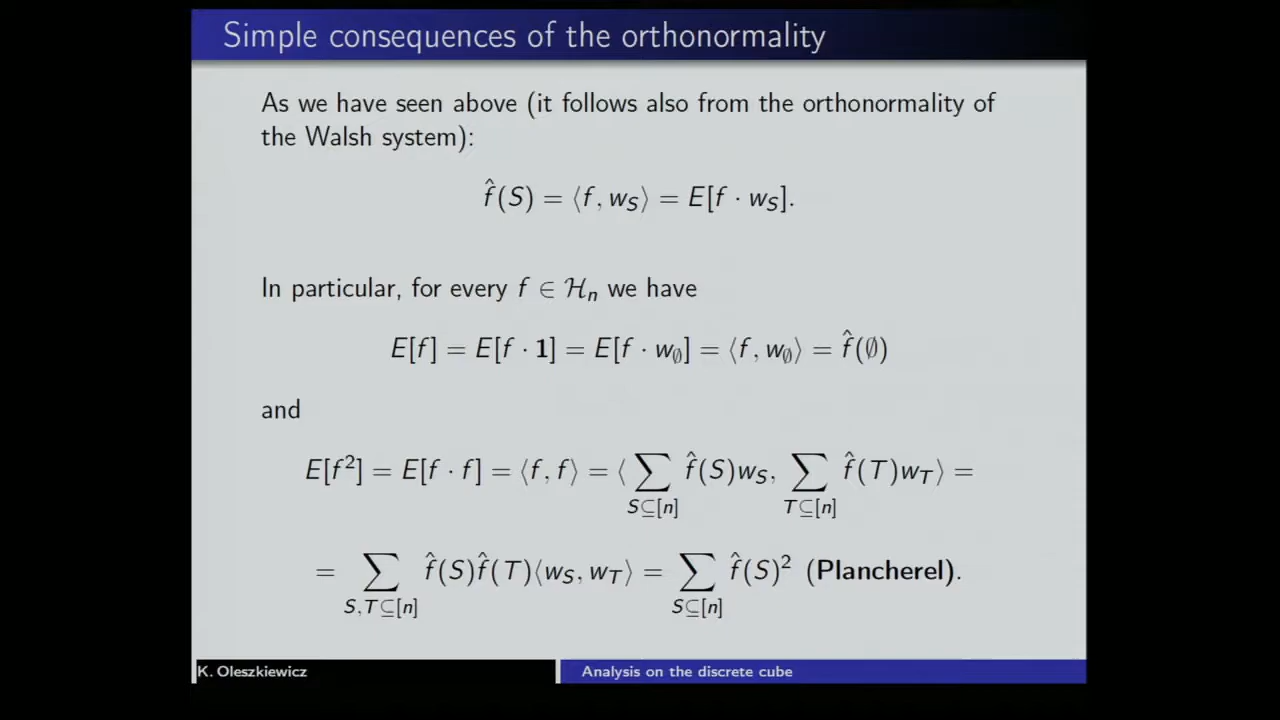 Simple consequences of the orthonormality
As we have seen above (it follows also from the orthonormality of
the Walsh system):
f̂(S) = ⟨f, w_S⟩ = E[f · w_S].
In particular, for every f ∈ ℋ_n we have
E[f] = E[f · 𝟏] = E[f · w_∅] = ⟨f, w_∅⟩ = f̂(∅)
and
E[f²] = E[f · f] = ⟨f, f⟩ = ⟨ ∑_{S⊆[n]} f̂(S)w_S, ∑_{T⊆[n]} f̂(T)w_T⟩ =
= ∑_{S,T⊆[n]} f̂(S)f̂(T)⟨w_S, w_T⟩ = ∑_{S⊆[n]} f̂(S)² (Plancherel).
K. Oleszkiewicz
Analysis on the discrete cube